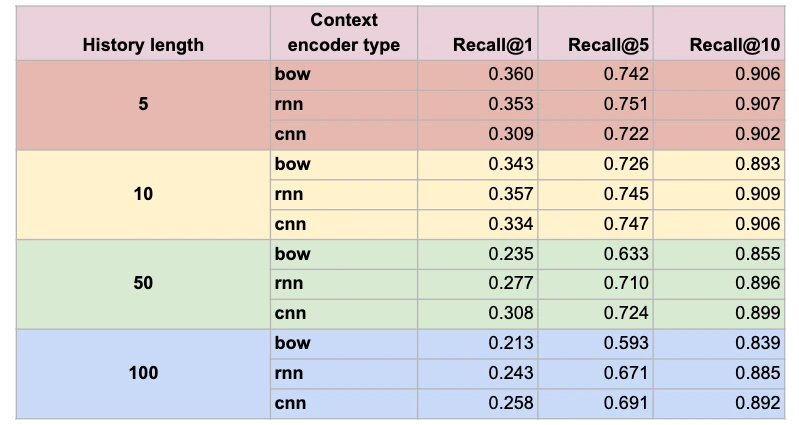 History length Context encoder type Recall@1 Recall@5 Recall@10
5 bow 0.360 0.742 0.906
rnn 0.353 0.751 0.907
cnn 0.309 0.722 0.902
10 bow 0.343 0.726 0.893
rnn 0.357 0.745 0.909
cnn 0.334 0.747 0.906
50 bow 0.235 0.633 0.855
rnn 0.277 0.710 0.896
cnn 0.308 0.724 0.899
100 bow 0.213 0.593 0.839
rnn 0.243 0.671 0.885
cnn 0.258 0.691 0.892